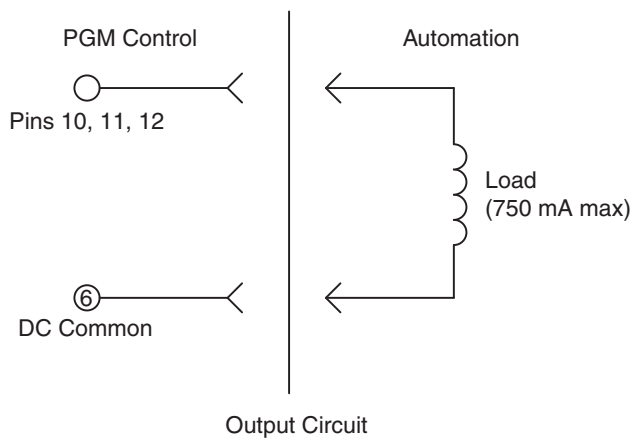 PGM Control
Automation
Pins 10, 11, 12
Load
(750 mA max)
6
DC Common
Output Circuit